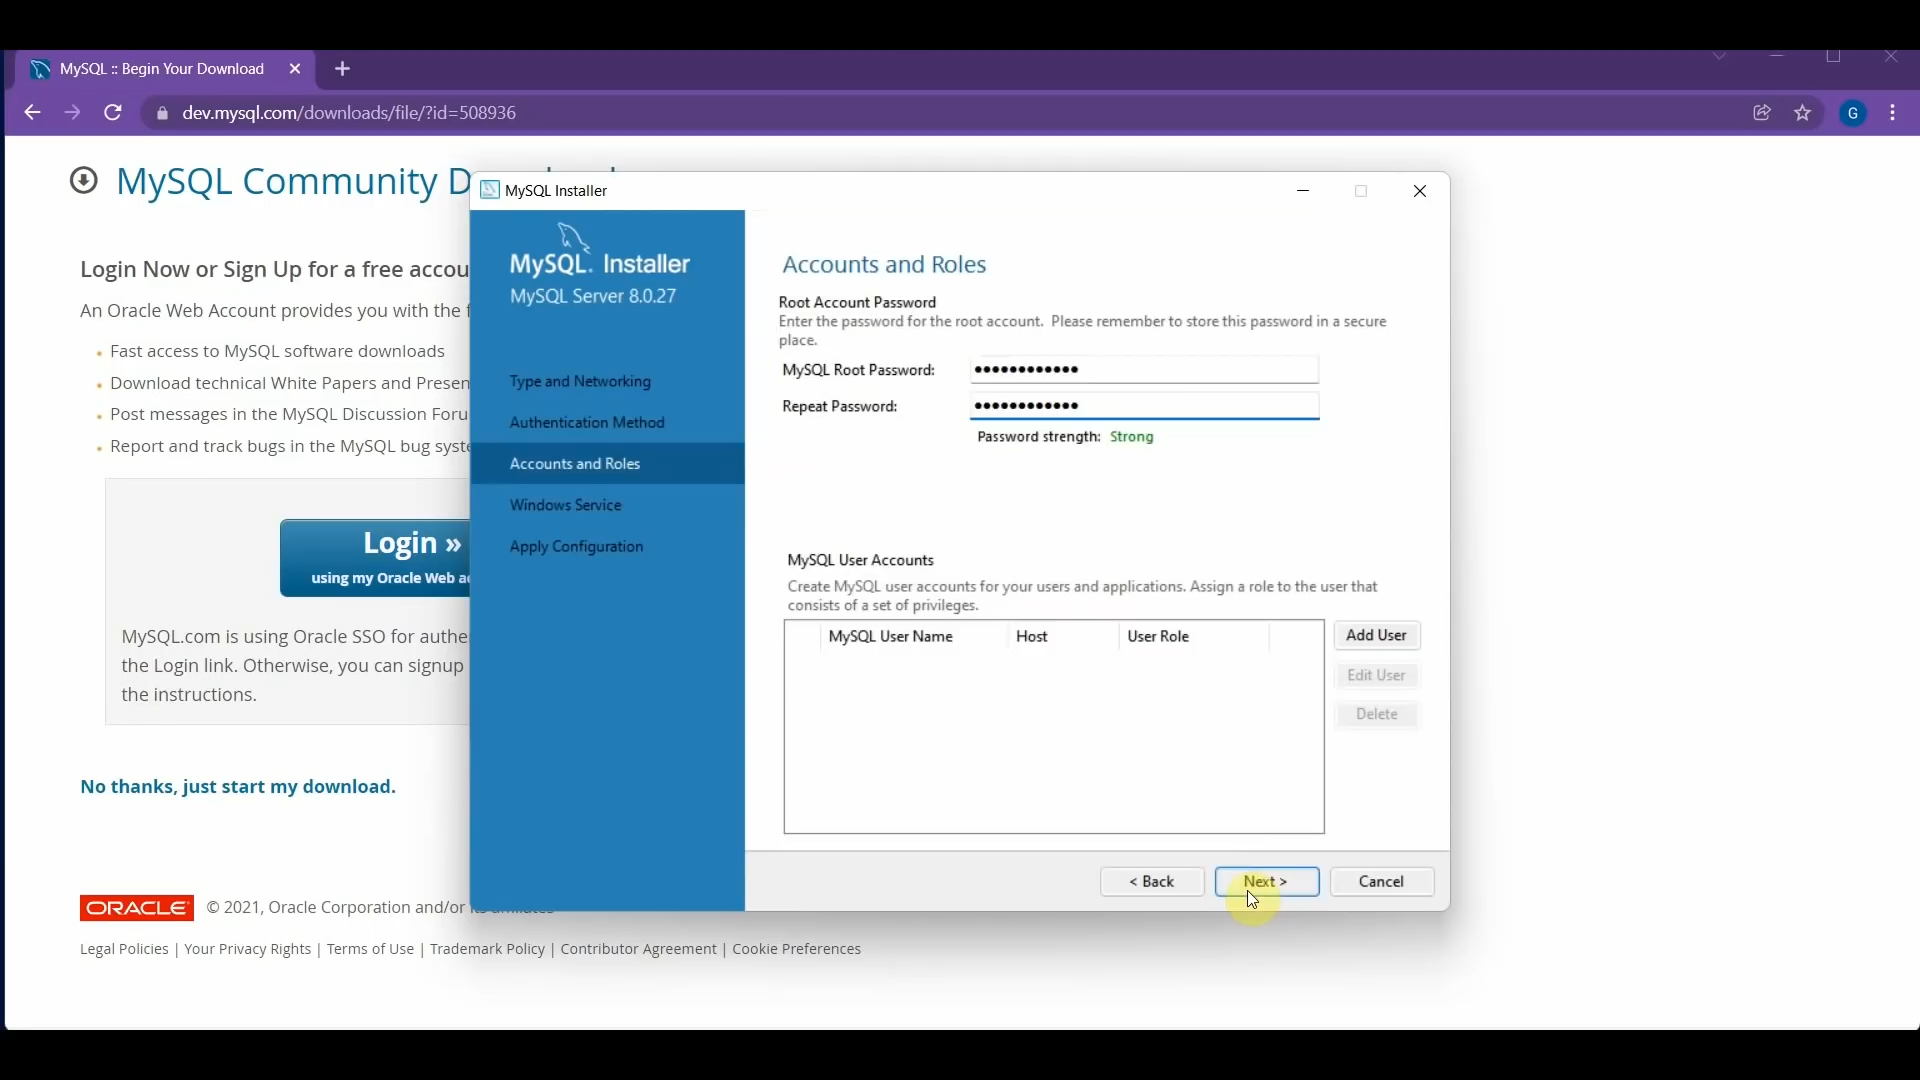 MySQL :: Begin Your Download
dev.mysql.com/downloads/file/?id=508936
G
MySQL Community
Login Now or Sign Up for a free
An Oracle Web Account provides you with the
Fast access to MySQL software downloads
Download technical White Papers and
Post messages in the MySQL Discussion
Report and track bugs in the MySQL bug
Login »
using my Oracle Web
MySQL.com is using Oracle SSO for
the Login link. Otherwise, you can signup
the instructions.
No thanks, just start my download.
ORACLE
© 2021, Oracle Corporation and/or its affiliates
Legal Policies | Your Privacy Rights | Terms of Use | Trademark Policy | Contributor Agreement | Cookie Preferences
MySQL Installer
MySQL. Installer
MySQL Server 8.0.27
Type and Networking
Authentication Method
Accounts and Roles
Windows Service
Apply Configuration
Accounts and Roles
Root Account Password
Enter the password for the root account. Please remember to store this password in a secure
place.
MySQL Root Password: ●●●●●●●●●●●●
Repeat Password: ●●●●●●●●●●●●
Password strength: Strong
MySQL User Accounts
Create MySQL user accounts for your users and applications. Assign a role to the user that
consists of a set of privileges.
MySQL User Name Host User Role
Add User
Edit User
Delete
< Back Next > Cancel